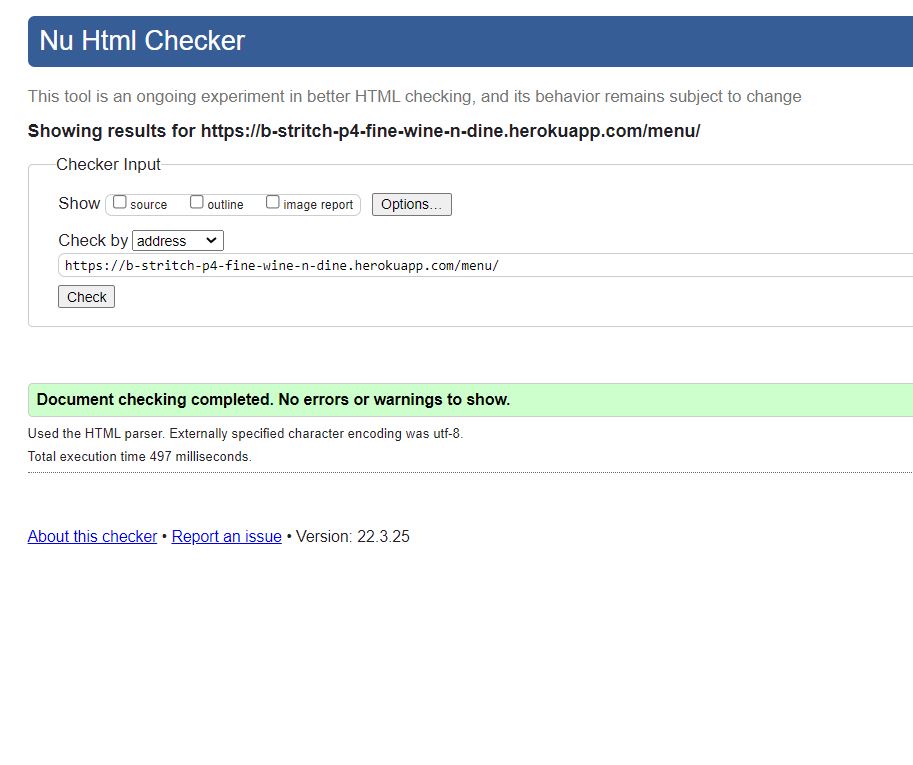 Nu Html Checker
This tool is an ongoing experiment in better HTML checking, and its behavior remains subject to change
Showing results for https://b-stritch-p4-fine-wine-n-dine.herokuapp.com/menu/
Checker Input
Show source outline image report Options...
Check by address
https://b-stritch-p4-fine-wine-n-dine.herokuapp.com/menu/
Check
Document checking completed. No errors or warnings to show.
Used the HTML parser. Externally specified character encoding was utf-8.
Total execution time 497 milliseconds.
About this checker • Report an issue • Version: 22.3.25